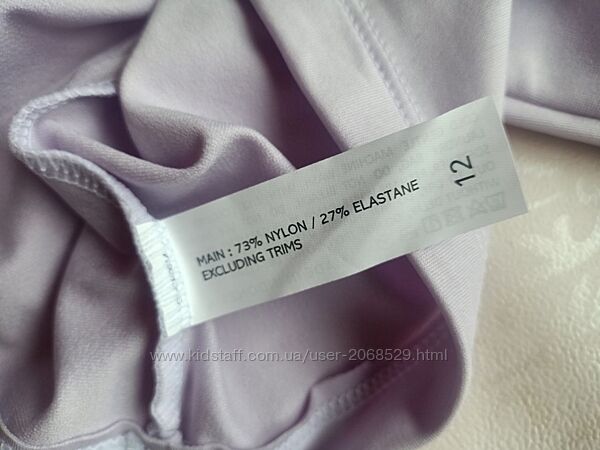 MAIN : 73% NYLON / 27% ELASTANE
EXCLUDING TRIMS
12
www.kidstaff.com.ua/user-2068529.html